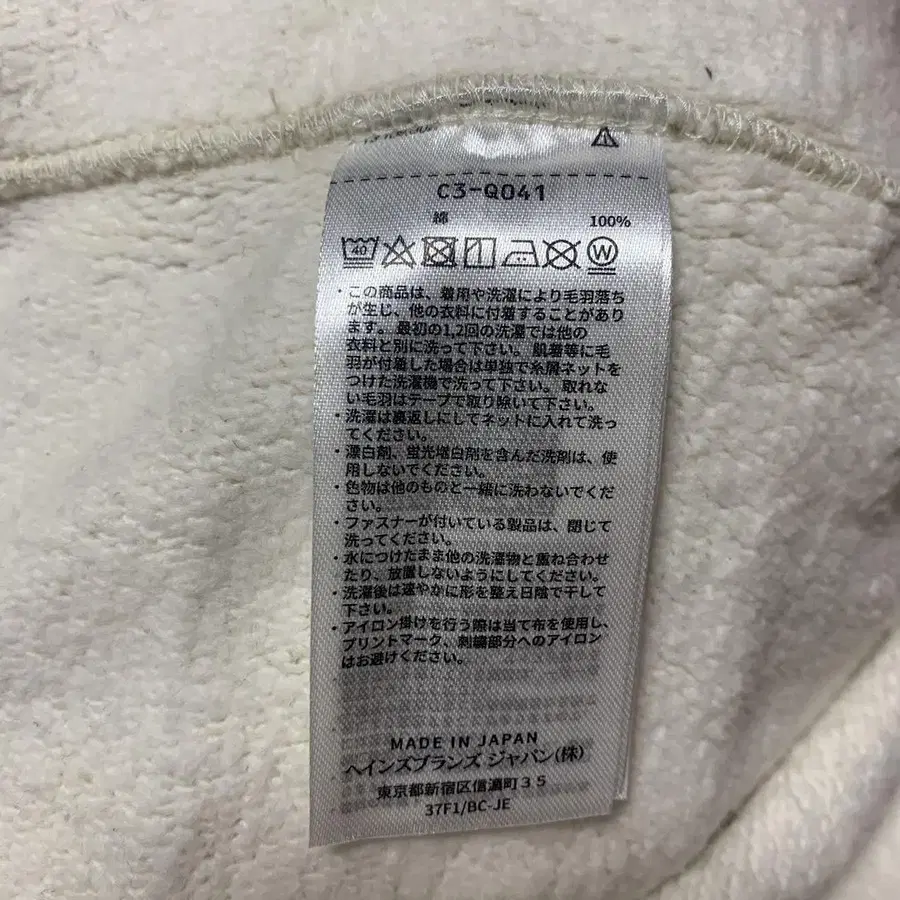 C3-Q041
綿 100%
40
W
・この商品は、着用や洗濯により毛羽落ち
が生じ、他の衣料に付着することがあり
ます。 最初の1,2回の洗濯では他の
衣料と別に洗って下さい。 肌着等に毛
羽が付着した場合は単独で糸屑ネットを
つけた洗濯機で洗って下さい。 取れな
い毛羽はテープで取り除いて下さい。
・洗濯は裏返しにしてネットに入れて洗っ
てください。
・漂白剤、蛍光増白剤を含んだ洗剤は、使
用しないでください。
・色物は他のものと一緒に洗わないでくだ
さい。
・ファスナーが付いている製品は、閉じて
洗ってください。
・水につけたまま他の洗濯物と重ね合わせ
たり、放置しないようにしてください。
・洗濯後は速やかに形を整え日陰で干して
下さい。
・アイロン掛けを行う際は当て布を使用し、
プリントマーク、刺繍部分へのアイロン
はお避けください。
MADE IN JAPAN
ヘインズブランズ ジャパン(株)
東京都新宿区信濃町３５
37F1/BC-JE